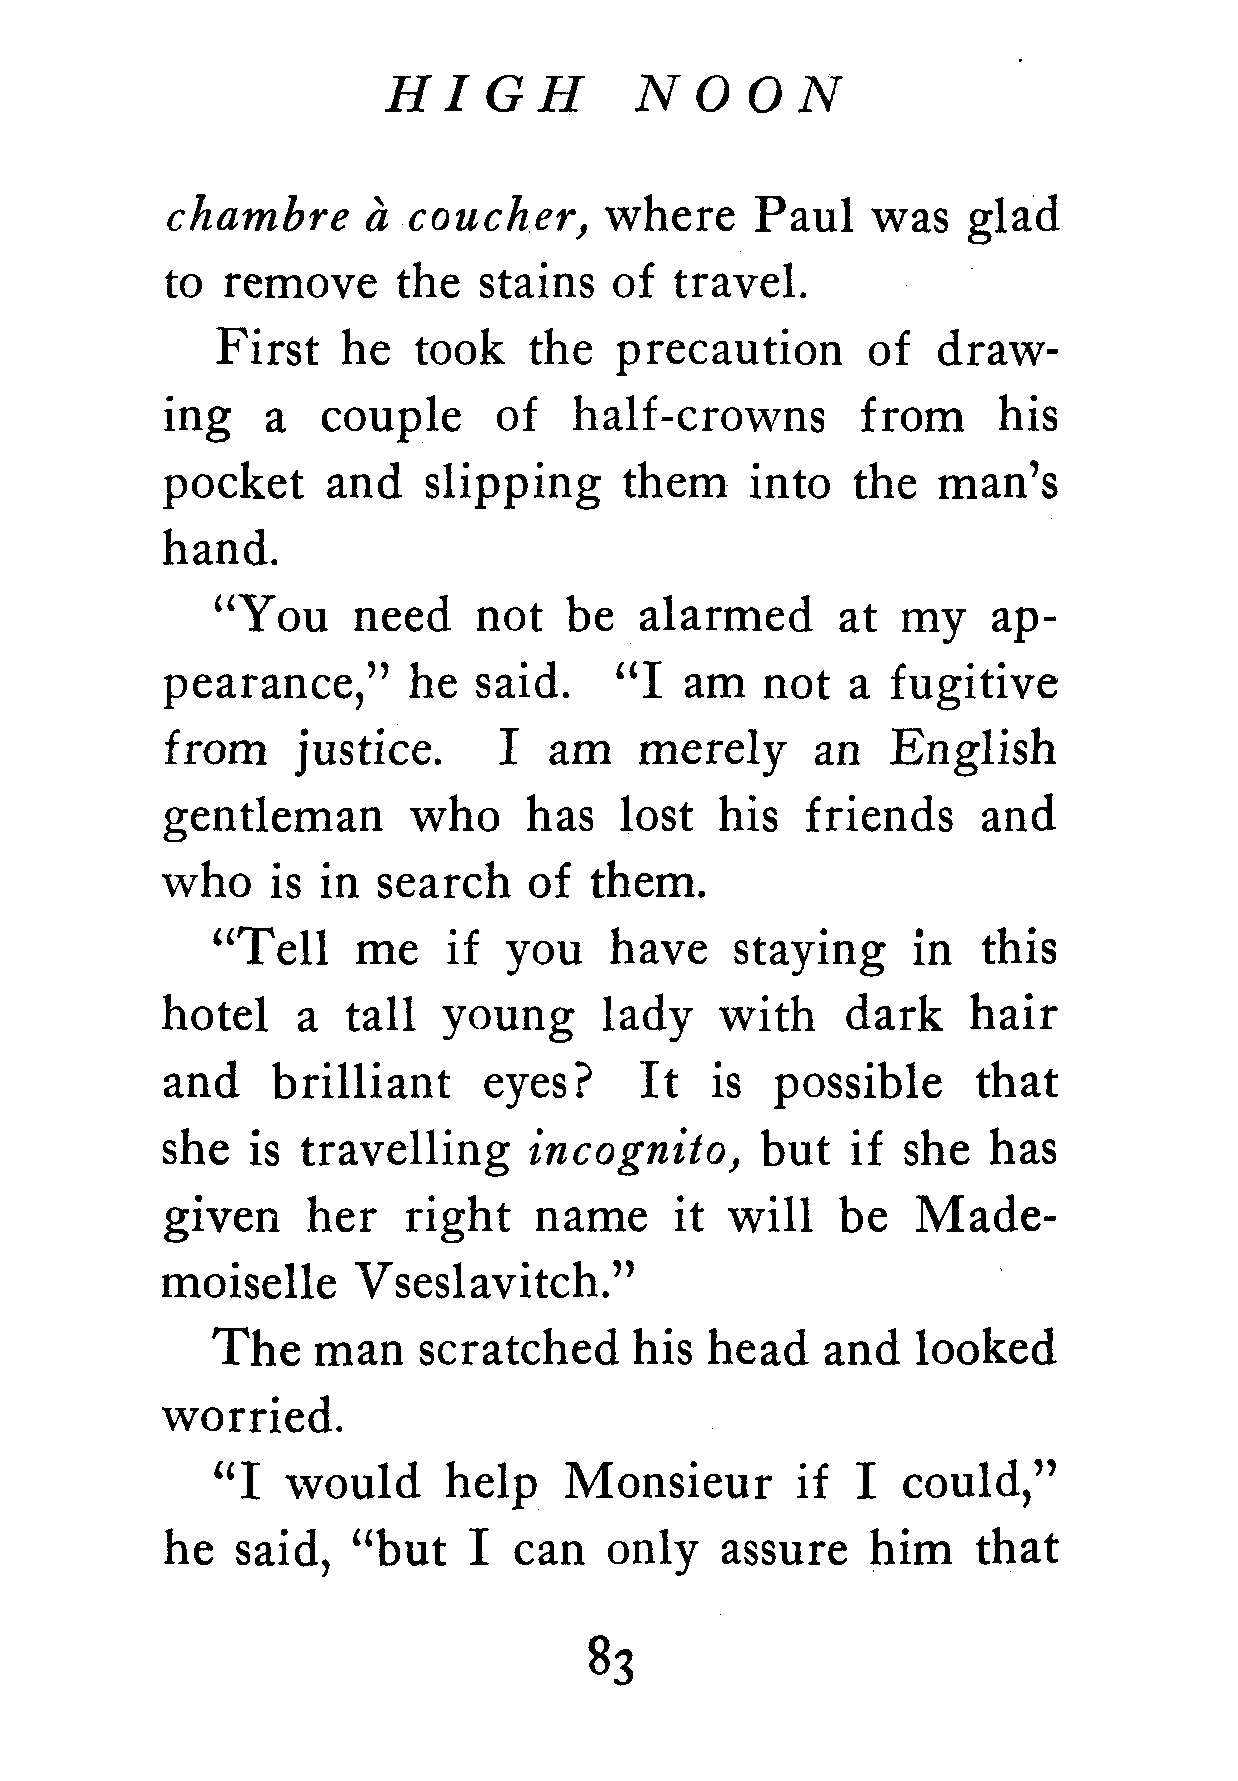 HIGH NOON
chambre à coucher, where Paul was glad
to remove the stains of travel.
First he took the precaution of draw-
ing a couple of half-crowns from his
pocket and slipping them into the man's
hand.
“You need not be alarmed at my ap-
pearance,” he said. “I am not a fugitive
from justice. I am merely an English
gentleman who has lost his friends and
who is in search of them.
“Tell me if you have staying in this
hotel a tall young lady with dark hair
and brilliant eyes? It is possible that
she is travelling incognito, but if she has
given her right name it will be Made-
moiselle Vseslavitch.”
The man scratched his head and looked
worried.
“I would help Monsieur if I could,”
he said, “but I can only assure him that
83